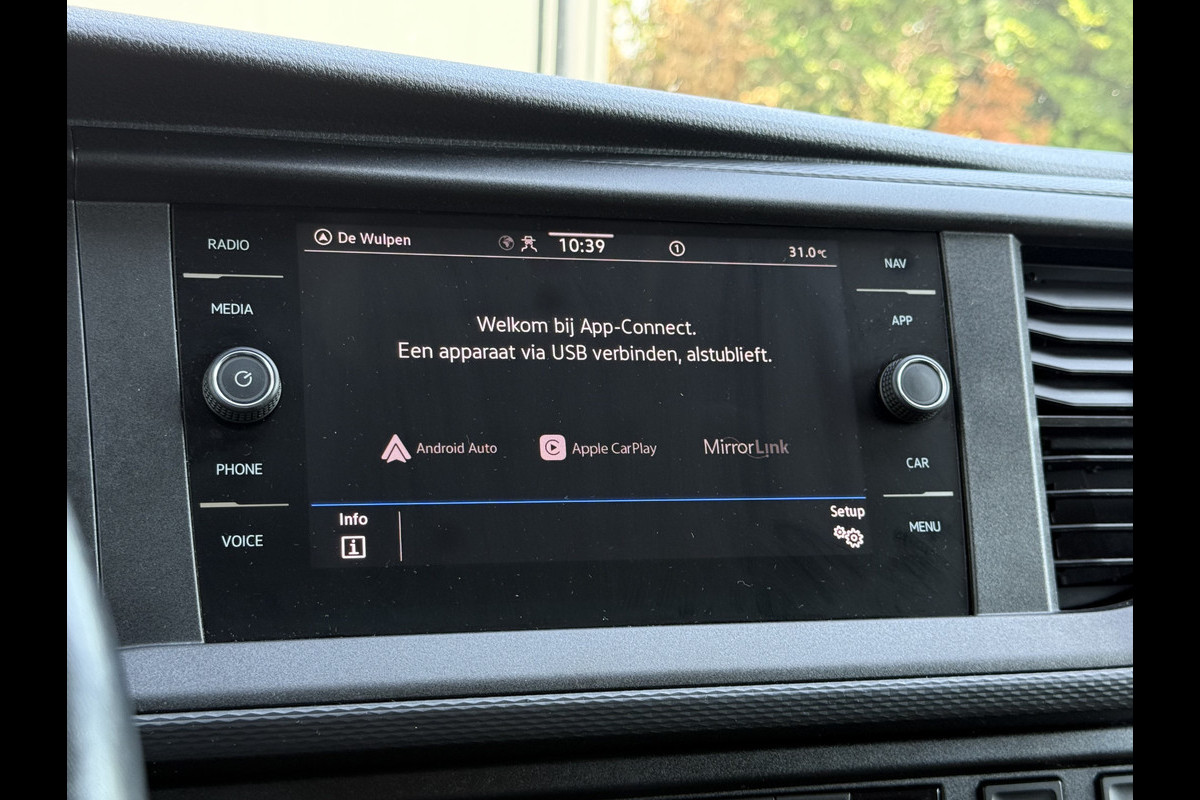 RADIO
MEDIA
PHONE
VOICE
De Wulpen
10:39
1
31.0°C
Welkom bij App-Connect.
Een apparaat via USB verbinden, alstublieft.
Android Auto
Apple CarPlay
MirrorLink
Info
i
Setup
NAV
APP
CAR
MENU